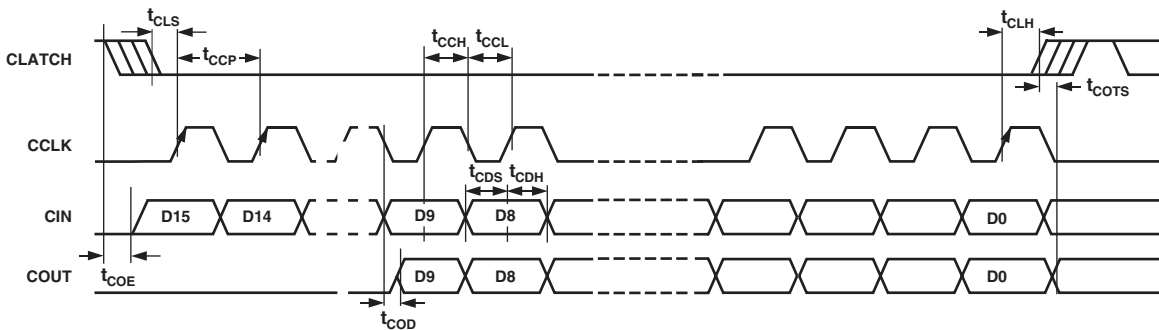 tCLS
tCLH
tCCH tCCL
tCCP
CLATCH
tCOTS
CCLK
tCDS tCDH
CIN D15 D14 D9 D8 D0
tCOE
COUT D9 D8 D0
tCOD